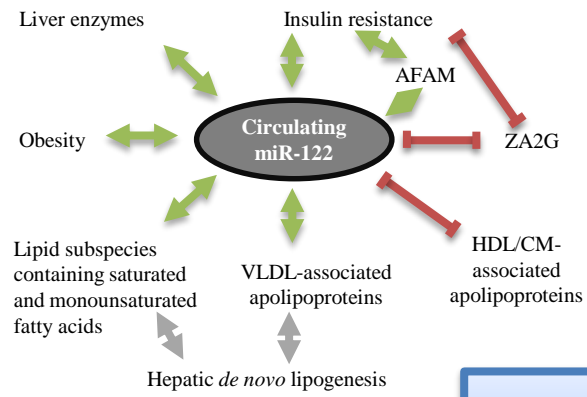 Liver enzymes
Insulin resistance
AFAM
Circulating
miR-122
Obesity
ZA2G
Lipid subspecies
containing saturated
and monounsaturated
fatty acids
VLDL-associated
apolipoproteins
HDL/CM-
associated
apolipoproteins
Hepatic de novo lipogenesis